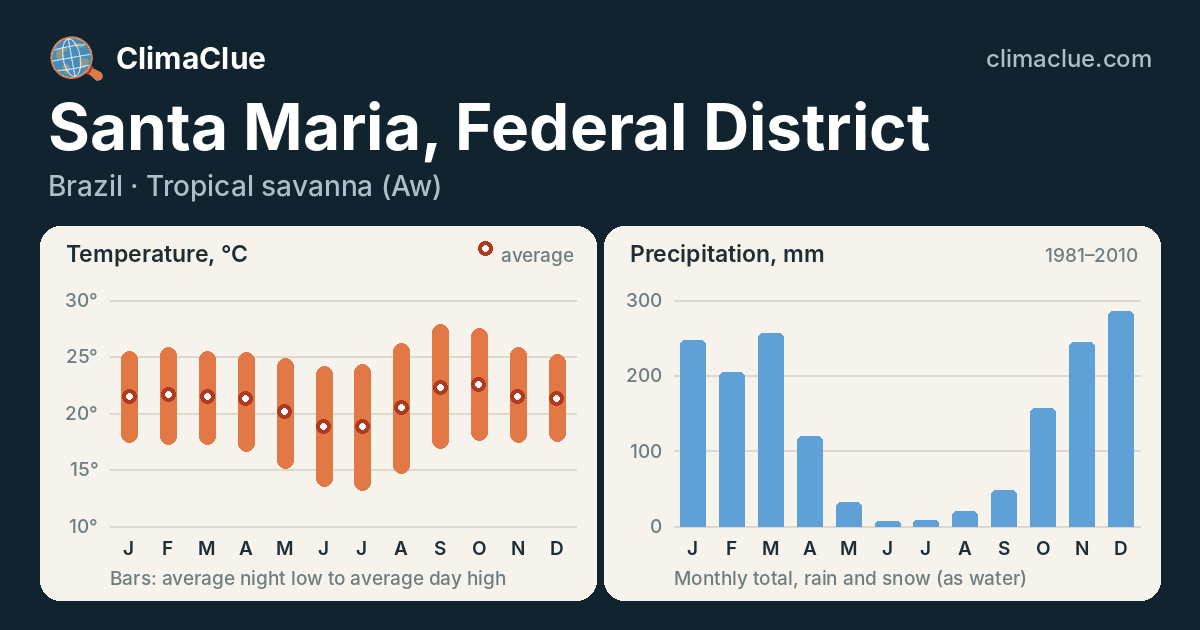 ClimaClue
climaclue.com
Santa Maria, Federal District
Brazil · Tropical savanna (Aw)
Temperature, °C
average
30°
25°
20°
15°
10°
J F M A M J J A S O N D
Bars: average night low to average day high
Precipitation, mm
1981–2010
300
200
100
0
J F M A M J J A S O N D
Monthly total, rain and snow (as water)